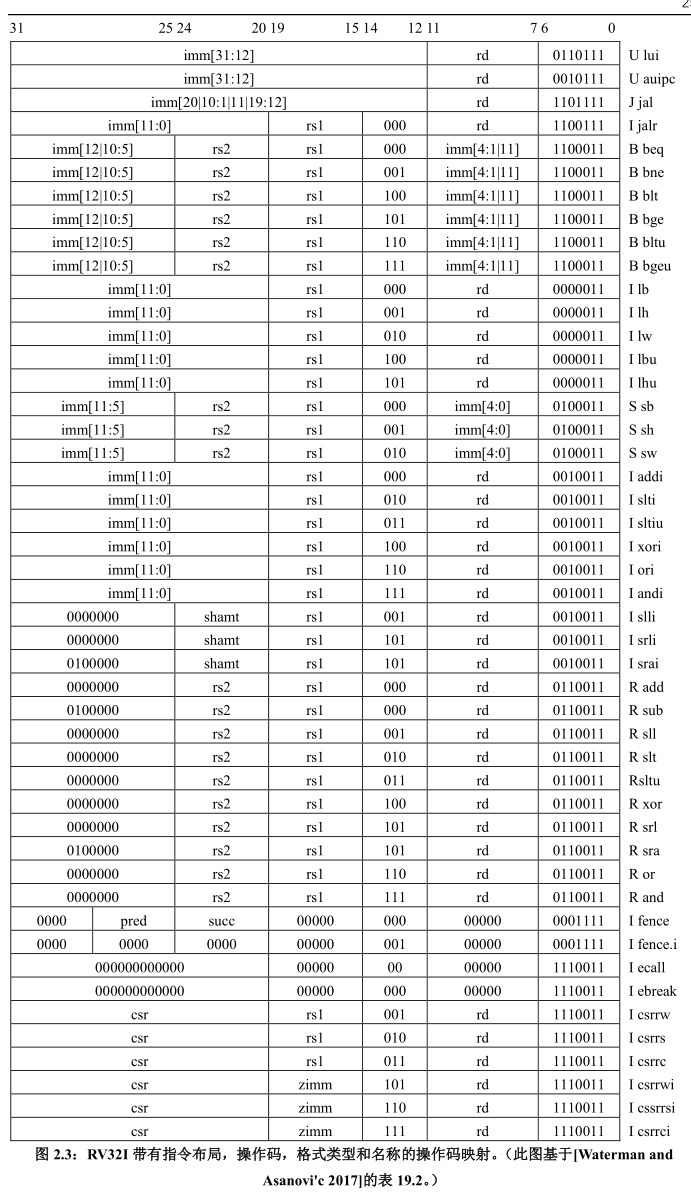 31 25 24 20 19 15 14 12 11 7 6 0
imm[31:12] rd 0110111 U lui
imm[31:12] rd 0010111 U auipc
imm[20|10:1|11|19:12] rd 1101111 J jal
imm[11:0] rs1 000 rd 1100111 I jalr
imm[12|10:5] rs2 rs1 000 imm[4:1|11] 1100011 B beq
imm[12|10:5] rs2 rs1 001 imm[4:1|11] 1100011 B bne
imm[12|10:5] rs2 rs1 100 imm[4:1|11] 1100011 B blt
imm[12|10:5] rs2 rs1 101 imm[4:1|11] 1100011 B bge
imm[12|10:5] rs2 rs1 110 imm[4:1|11] 1100011 B bltu
imm[12|10:5] rs2 rs1 111 imm[4:1|11] 1100011 B bgeu
imm[11:0] rs1 000 rd 0000011 I lb
imm[11:0] rs1 001 rd 0000011 I lh
imm[11:0] rs1 010 rd 0000011 I lw
imm[11:0] rs1 100 rd 0000011 I lbu
imm[11:0] rs1 101 rd 0000011 I lhu
imm[11:5] rs2 rs1 000 imm[4:0] 0100011 S sb
imm[11:5] rs2 rs1 001 imm[4:0] 0100011 S sh
imm[11:5] rs2 rs1 010 imm[4:0] 0100011 S sw
imm[11:0] rs1 000 rd 0010011 I addi
imm[11:0] rs1 010 rd 0010011 I slti
imm[11:0] rs1 011 rd 0010011 I sltiu
imm[11:0] rs1 100 rd 0010011 I xori
imm[11:0] rs1 110 rd 0010011 I ori
imm[11:0] rs1 111 rd 0010011 I andi
0000000 shamt rs1 001 rd 0010011 I slli
0000000 shamt rs1 101 rd 0010011 I srli
0100000 shamt rs1 101 rd 0010011 I srai
0000000 rs2 rs1 000 rd 0110011 R add
0100000 rs2 rs1 000 rd 0110011 R sub
0000000 rs2 rs1 001 rd 0110011 R sll
0000000 rs2 rs1 010 rd 0110011 R slt
0000000 rs2 rs1 011 rd 0110011 Rsltu
0000000 rs2 rs1 100 rd 0110011 R xor
0000000 rs2 rs1 101 rd 0110011 R srl
0100000 rs2 rs1 101 rd 0110011 R sra
0000000 rs2 rs1 110 rd 0110011 R or
0000000 rs2 rs1 111 rd 0110011 R and
0000 pred succ 00000 000 00000 0001111 I fence
0000 0000 0000 00000 001 00000 0001111 I fence.i
000000000000 00000 00 00000 1110011 I ecall
000000000000 00000 000 00000 1110011 I ebreak
csr rs1 001 rd 1110011 I csrrw
csr rs1 010 rd 1110011 I csrrs
csr rs1 011 rd 1110011 I csrrc
csr zimm 101 rd 1110011 I csrrwi
csr zimm 110 rd 1110011 I cssrrsi
csr zimm 111 rd 1110011 I csrrci
图 2.3：RV32I 带有指令布局，操作码，格式类型和名称的操作码映射。（此图基于[Waterman and
Asanovi'c 2017]的表 19.2。）